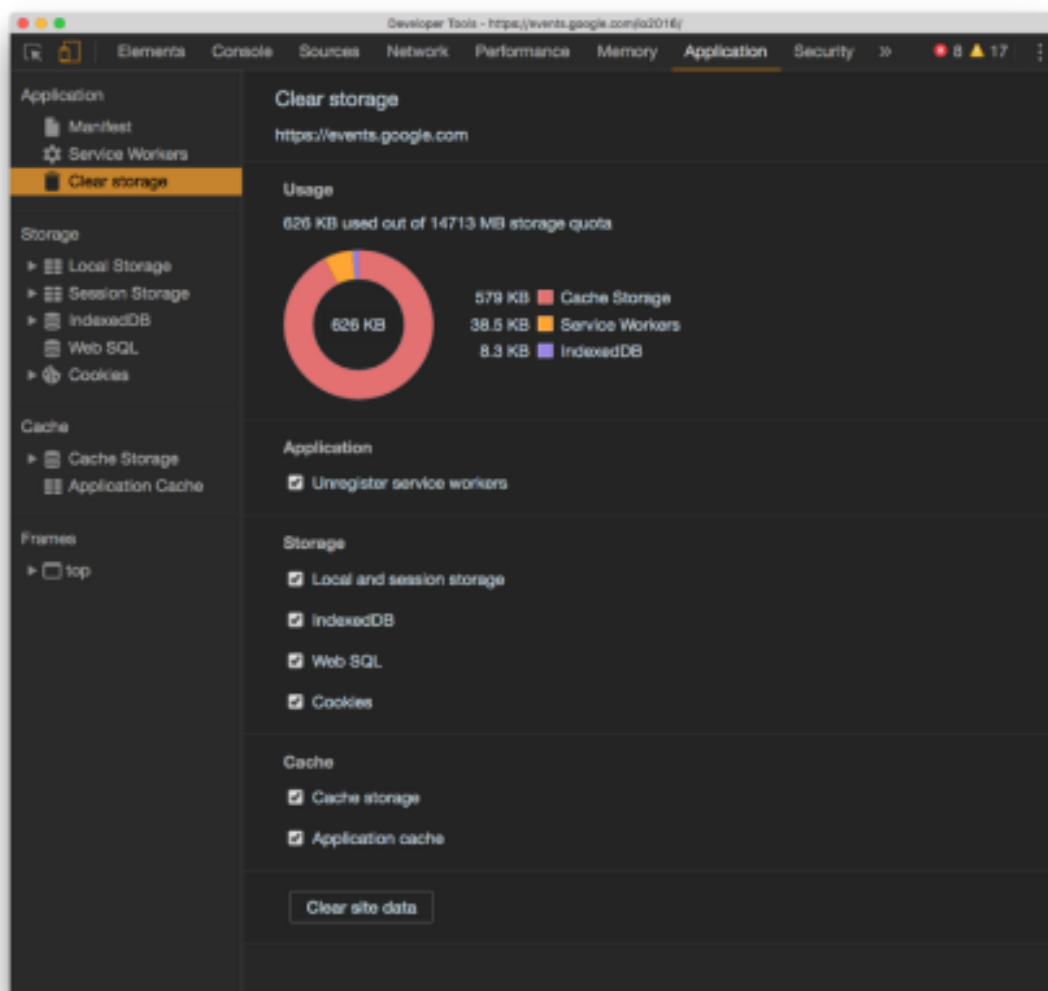 Developer Tools - https://events.google.com/io2016/
Elements Console Sources Network Performance Memory Application Security » 8 17
Application
Manifest
Service Workers
Clear storage
Storage
Local Storage
Session Storage
IndexedDB
Web SQL
Cookies
Cache
Cache Storage
Application Cache
Frames
top
Clear storage
https://events.google.com
Usage
626 KB used out of 14713 MB storage quota
626 KB
579 KB Cache Storage
38.5 KB Service Workers
8.3 KB IndexedDB
Application
Unregister service workers
Storage
Local and session storage
IndexedDB
Web SQL
Cookies
Cache
Cache storage
Application cache
Clear site data